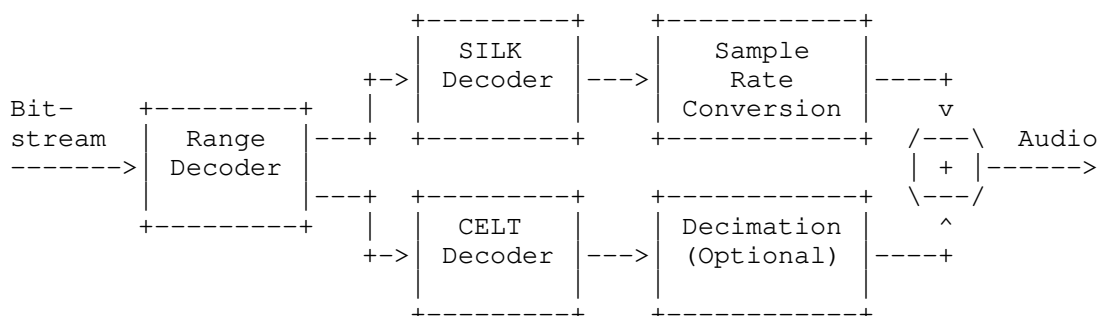 SILK Sample
Decoder Rate
Bit- Conversion
stream Range + Audio
Decoder
CELT Decimation
Decoder (Optional)